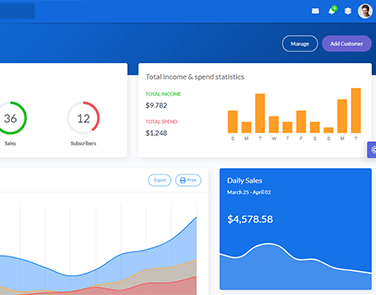 Manage
Add Customer
36
Sales
12
Subscribers
Total income & spend statistics
TOTAL INCOME
$9.782
TOTAL SPEND
$1,248
S M T W T F S S M T
Export
Print
Daily Sales
March 25 - April 02
$4,578.58